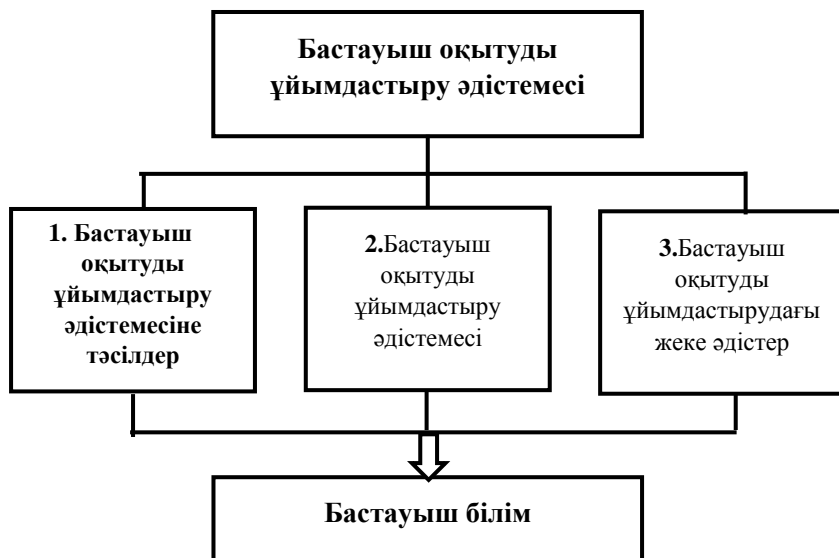 Бастауыш оқытуды
ұйымдастыру әдістемесі
1. Бастауыш
оқытуды
ұйымдастыру
әдістемесіне
тәсілдер
2.Бастауыш
оқытуды
ұйымдастыру
әдістемесі
3.Бастауыш
оқытуды
ұйымдастырудағы
жеке әдістер
Бастауыш білім